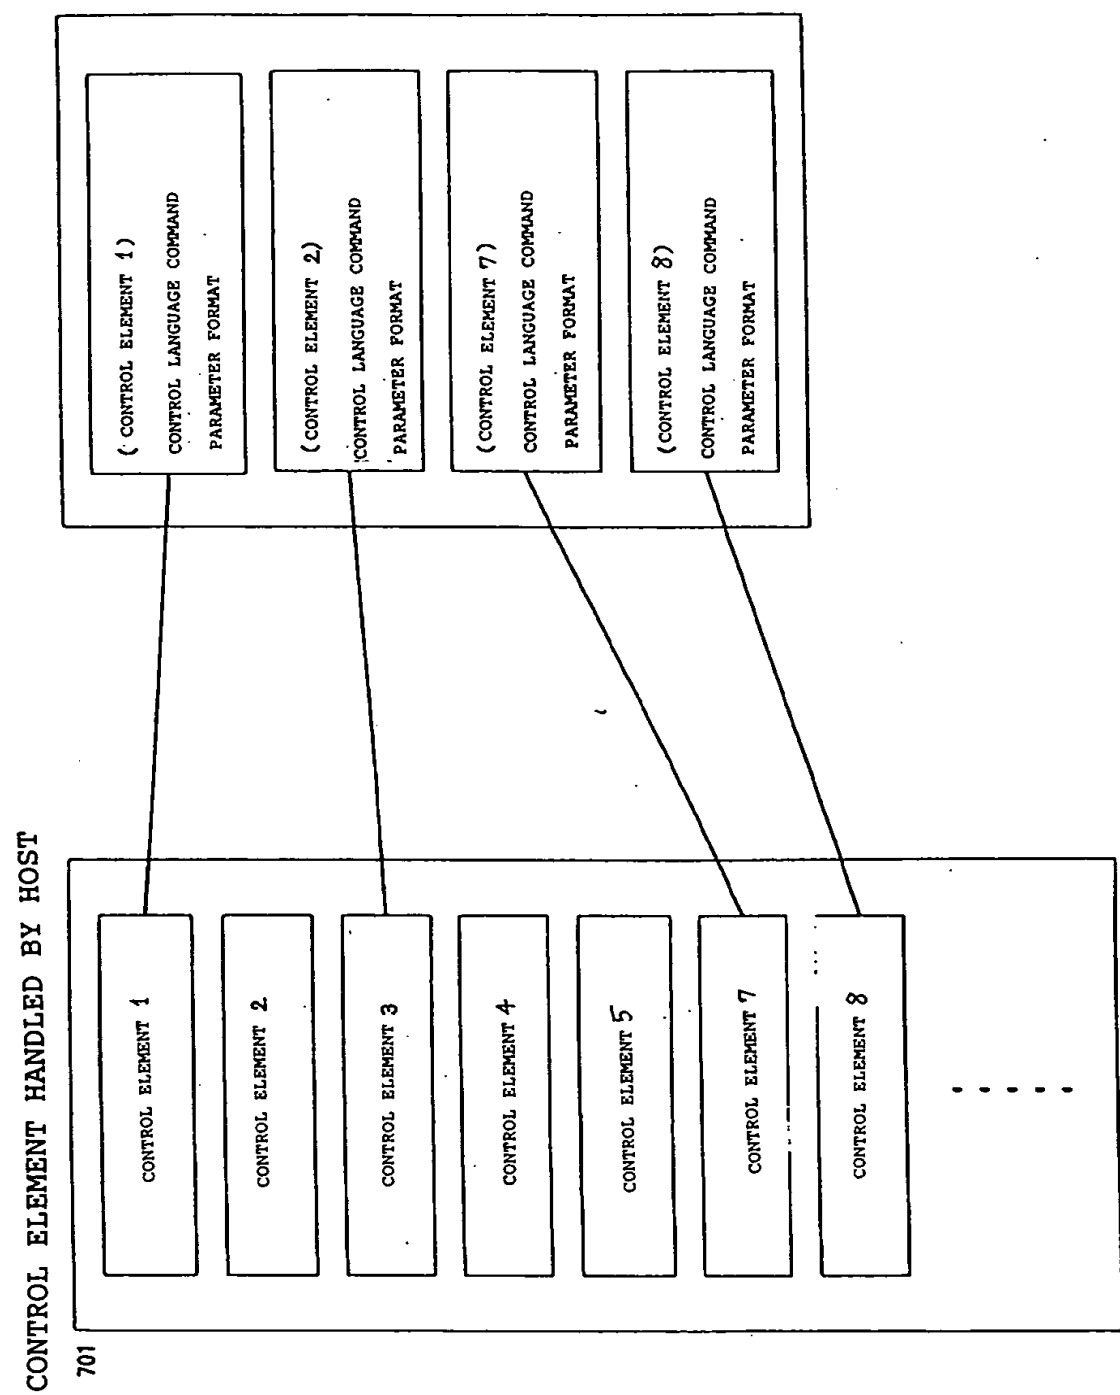 CONTROL ELEMENT HANDLED BY HOST
701
CONTROL ELEMENT 1
CONTROL ELEMENT 2
CONTROL ELEMENT 3
CONTROL ELEMENT 4
CONTROL ELEMENT 5
CONTROL ELEMENT 7
CONTROL ELEMENT 8
(CONTROL ELEMENT 1)
CONTROL LANGUAGE COMMAND
PARAMETER FORMAT
(CONTROL ELEMENT 2)
CONTROL LANGUAGE COMMAND
PARAMETER FORMAT
(CONTROL ELEMENT 7)
CONTROL LANGUAGE COMMAND
PARAMETER FORMAT
(CONTROL ELEMENT 8)
CONTROL LANGUAGE COMMAND
PARAMETER FORMAT